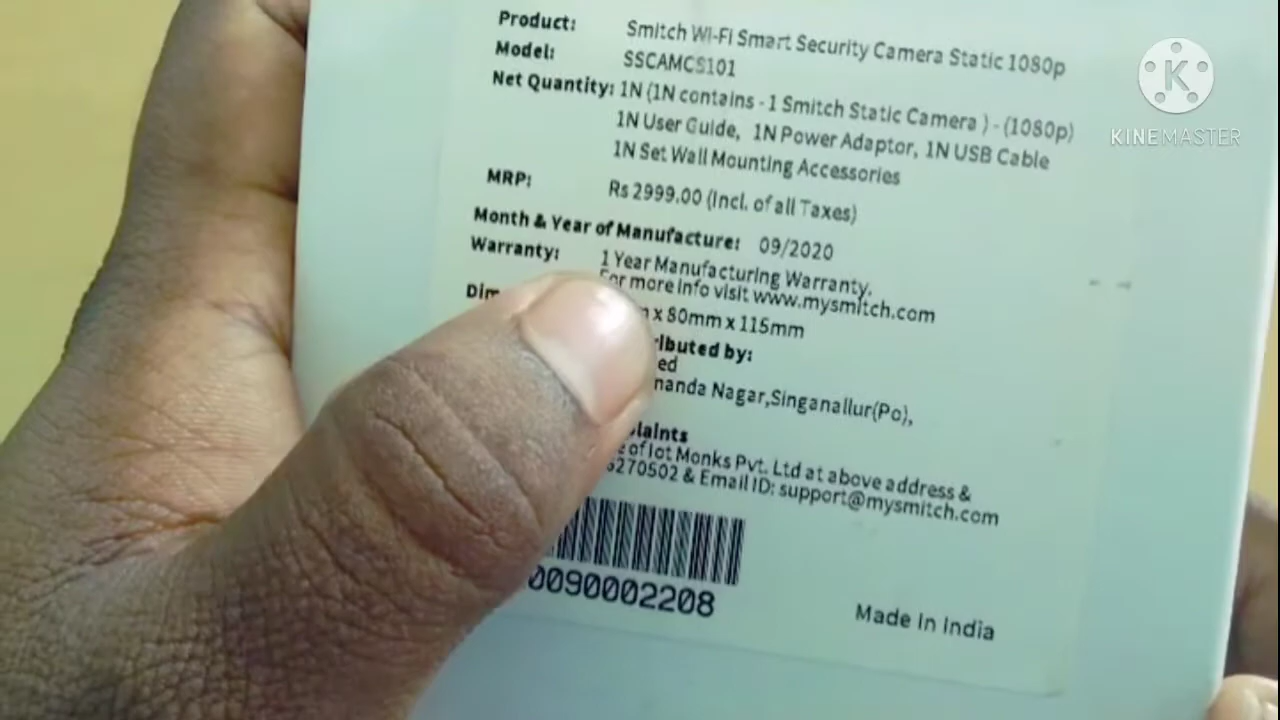 Product: Smitch Wi-Fi Smart Security Camera Static 1080p
Model: SSCAMCS101
Net Quantity: 1N (1N contains - 1 Smitch Static Camera ) - (1080p)
1N User Guide, 1N Power Adaptor, 1N USB Cable
1N Set Wall Mounting Accessories
MRP: Rs 2999.00 (Incl. of all Taxes)
Month & Year of Manufacture: 09/2020
Warranty: 1 Year Manufacturing Warranty.
For more info visit www.mysmitch.com
x 80mm x 115mm
by:
Nagar,Singanallur(Po),
of Iot Monks Pvt. Ltd at above address &
270502 & Email ID: support@mysmitch.com
0090002208
Made in India
KINEMASTER